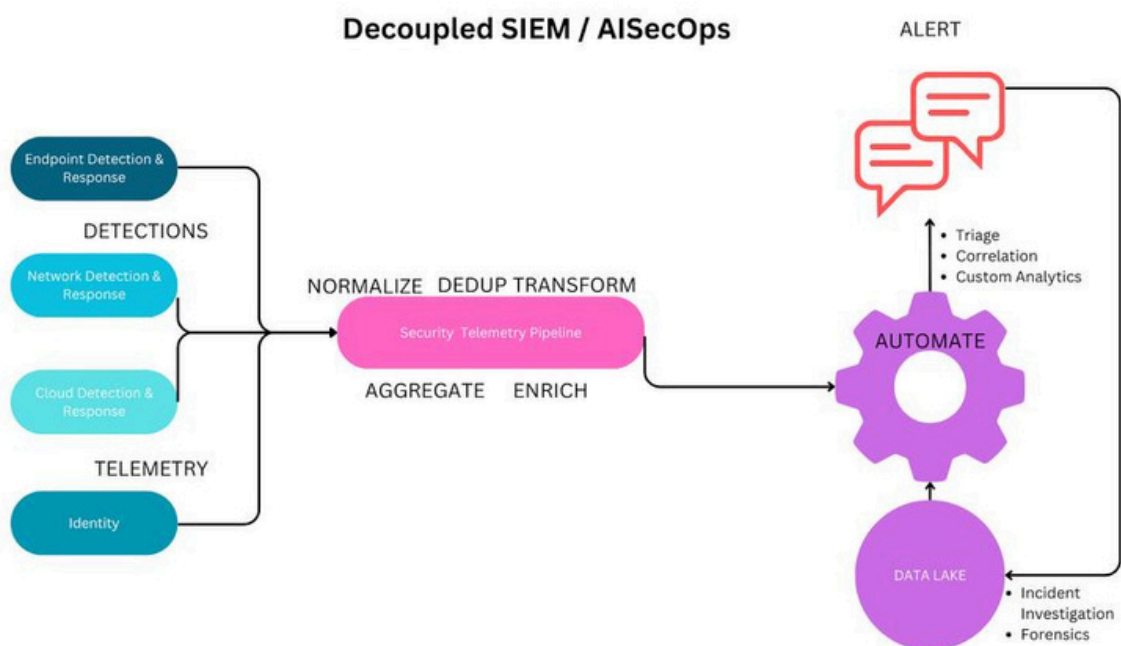 Decoupled SIEM / AISecOps
ALERT
Endpoint Detection &
Response
DETECTIONS
Network Detection &
Response
Cloud Detection &
Response
TELEMETRY
Identity
NORMALIZE DEDUP TRANSFORM
Security Telemetry Pipeline
AGGREGATE ENRICH
• Triage
• Correlation
• Custom Analytics
AUTOMATE
DATA LAKE
• Incident
Investigation
• Forensics